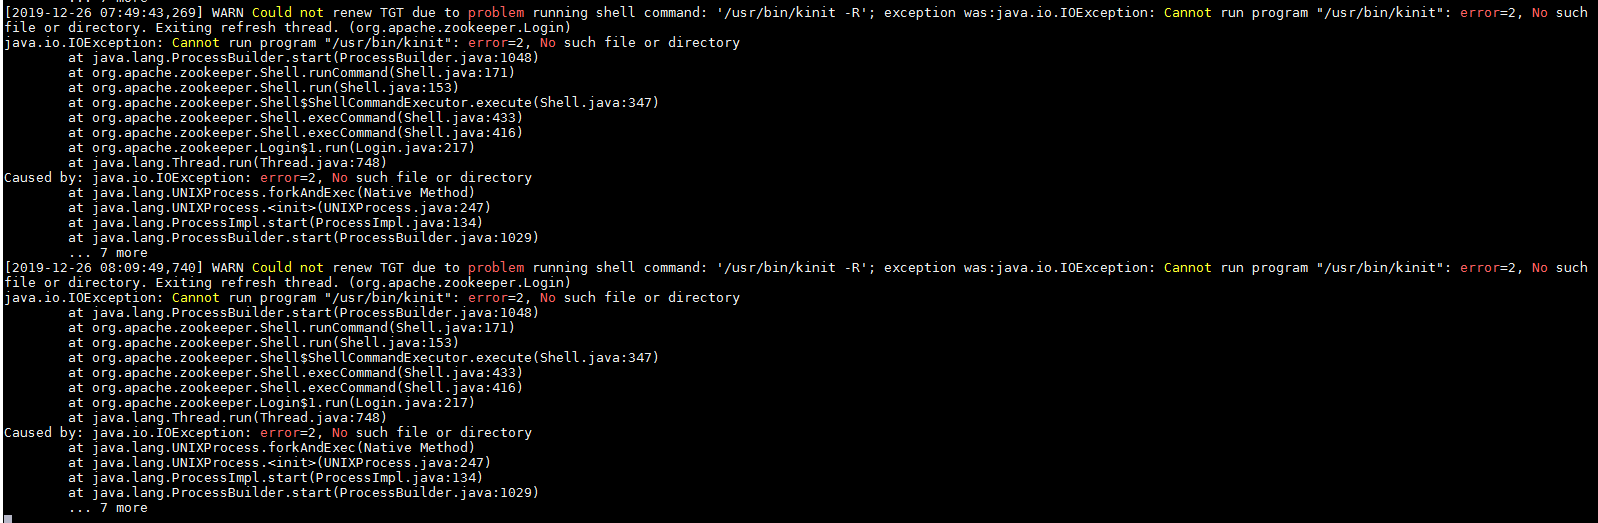 ... 7 more
[2019-12-26 07:49:43,269] WARN Could not renew TGT due to problem running shell command: '/usr/bin/kinit -R'; exception was:java.io.IOException: Cannot run program "/usr/bin/kinit": error=2, No such
file or directory. Exiting refresh thread. (org.apache.zookeeper.Login)
java.io.IOException: Cannot run program "/usr/bin/kinit": error=2, No such file or directory
        at java.lang.ProcessBuilder.start(ProcessBuilder.java:1048)
        at org.apache.zookeeper.Shell.runCommand(Shell.java:171)
        at org.apache.zookeeper.Shell.run(Shell.java:153)
        at org.apache.zookeeper.Shell$ShellCommandExecutor.execute(Shell.java:347)
        at org.apache.zookeeper.Shell.execCommand(Shell.java:433)
        at org.apache.zookeeper.Shell.execCommand(Shell.java:416)
        at org.apache.zookeeper.Login$1.run(Login.java:217)
        at java.lang.Thread.run(Thread.java:748)
Caused by: java.io.IOException: error=2, No such file or directory
        at java.lang.UNIXProcess.forkAndExec(Native Method)
        at java.lang.UNIXProcess.<init>(UNIXProcess.java:247)
        at java.lang.ProcessImpl.start(ProcessImpl.java:134)
        at java.lang.ProcessBuilder.start(ProcessBuilder.java:1029)
        ... 7 more
[2019-12-26 08:09:49,740] WARN Could not renew TGT due to problem running shell command: '/usr/bin/kinit -R'; exception was:java.io.IOException: Cannot run program "/usr/bin/kinit": error=2, No such
file or directory. Exiting refresh thread. (org.apache.zookeeper.Login)
java.io.IOException: Cannot run program "/usr/bin/kinit": error=2, No such file or directory
        at java.lang.ProcessBuilder.start(ProcessBuilder.java:1048)
        at org.apache.zookeeper.Shell.runCommand(Shell.java:171)
        at org.apache.zookeeper.Shell.run(Shell.java:153)
        at org.apache.zookeeper.Shell$ShellCommandExecutor.execute(Shell.java:347)
        at org.apache.zookeeper.Shell.execCommand(Shell.java:433)
        at org.apache.zookeeper.Shell.execCommand(Shell.java:416)
        at org.apache.zookeeper.Login$1.run(Login.java:217)
        at java.lang.Thread.run(Thread.java:748)
Caused by: java.io.IOException: error=2, No such file or directory
        at java.lang.UNIXProcess.forkAndExec(Native Method)
        at java.lang.UNIXProcess.<init>(UNIXProcess.java:247)
        at java.lang.ProcessImpl.start(ProcessImpl.java:134)
        at java.lang.ProcessBuilder.start(ProcessBuilder.java:1029)
        ... 7 more